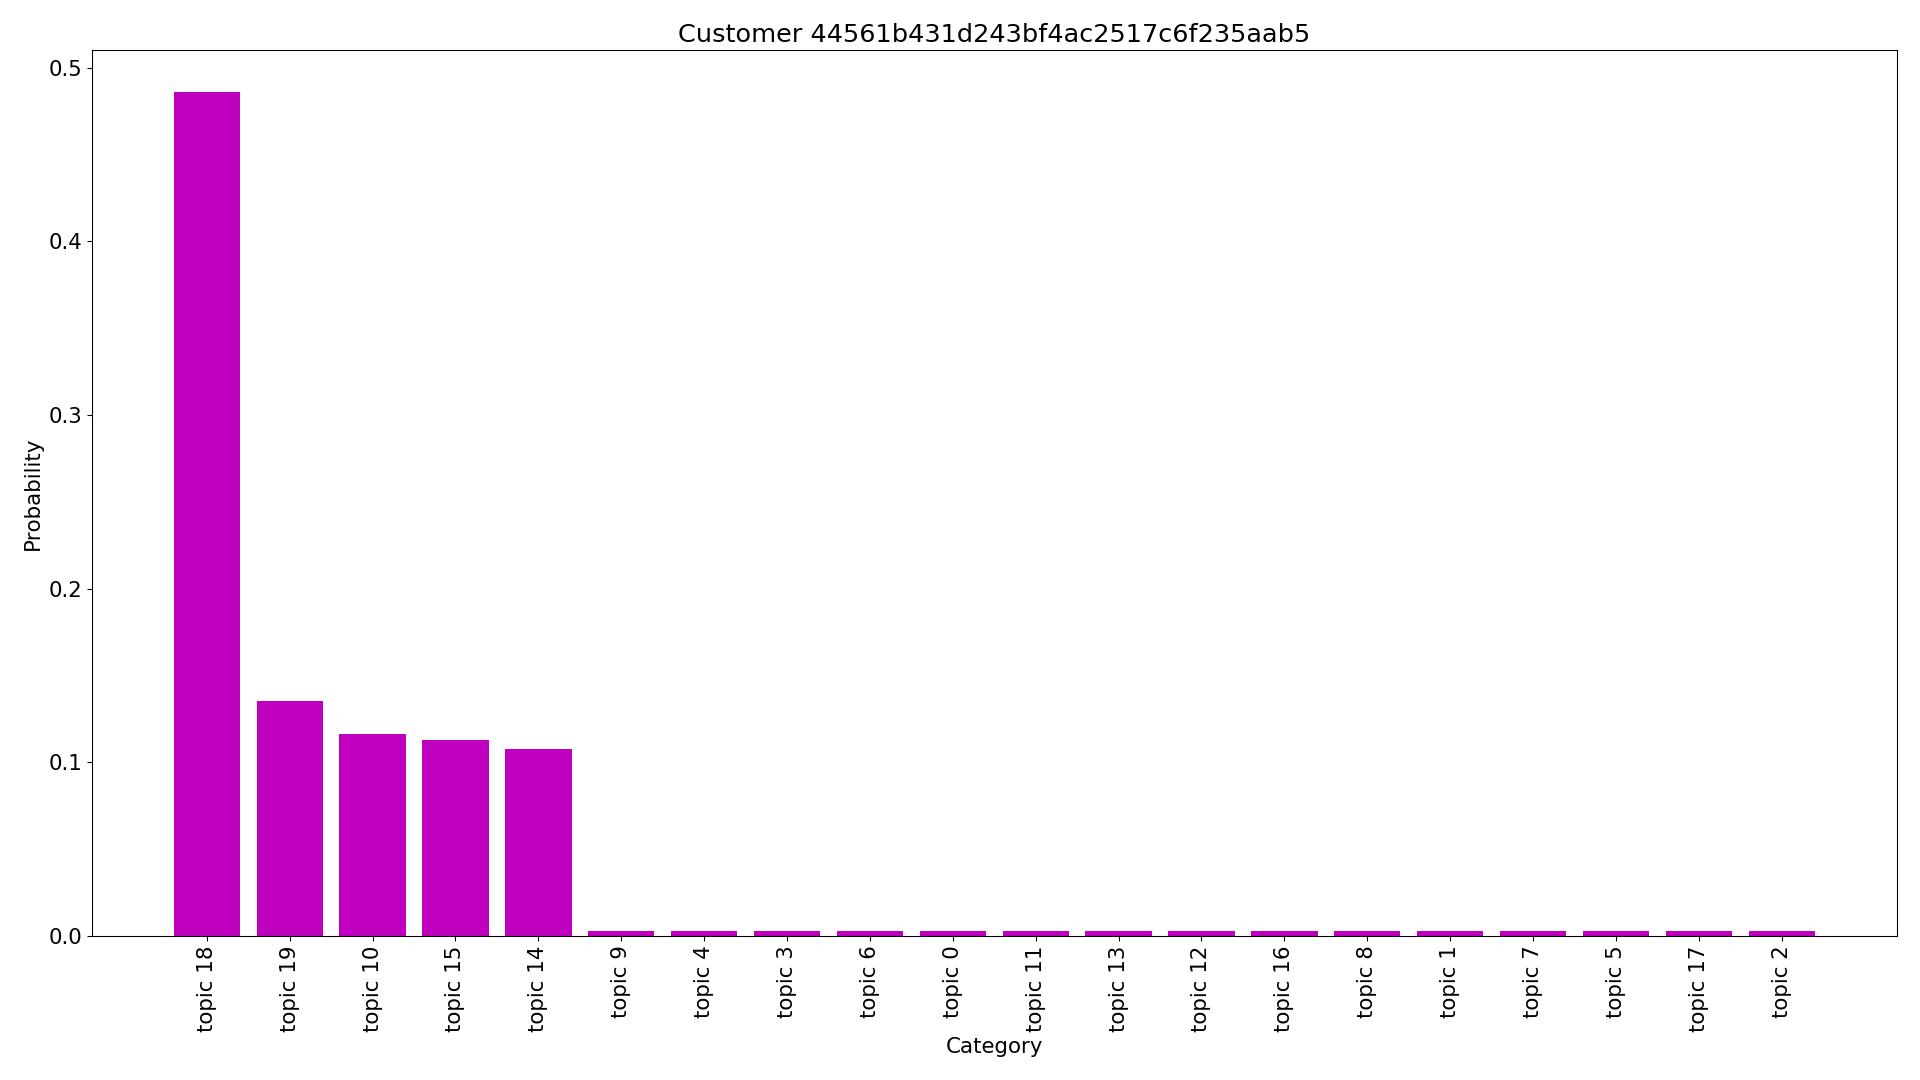 Customer 44561b431d243bf4ac2517c6f235aab5
0.5
0.4
0.3
0.2
0.1
0.0
Probability
topic 18
topic 19
topic 10
topic 15
topic 14
topic 9
topic 4
topic 3
topic 6
topic 0
topic 11
topic 13
topic 12
topic 16
topic 8
topic 1
topic 7
topic 5
topic 17
topic 2
Category